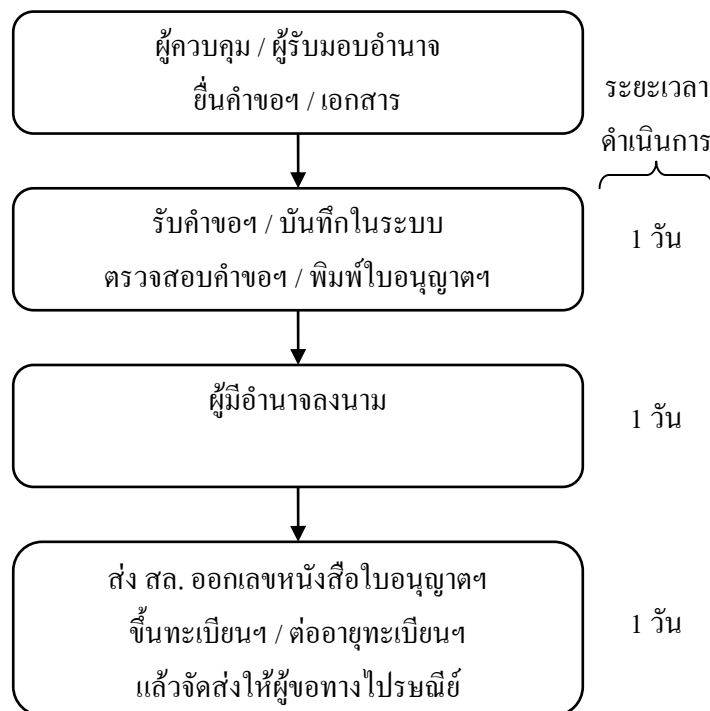 ผู้ควบคุม / ผู้รับมอบอำนาจ
ยื่นคำขอฯ / เอกสาร
ระยะเวลา
ดำเนินการ
รับคำขอฯ / บันทึกในระบบ
ตรวจสอบคำขอฯ / พิมพ์ใบอนุญาตฯ
1 วัน
ผู้มีอำนาจลงนาม
1 วัน
ส่ง สล. ออกเลขหนังสือใบอนุญาตฯ
ขึ้นทะเบียนฯ / ต่ออายุทะเบียนฯ
แล้วจัดส่งให้ผู้ขอทางไปรษณีย์
1 วัน